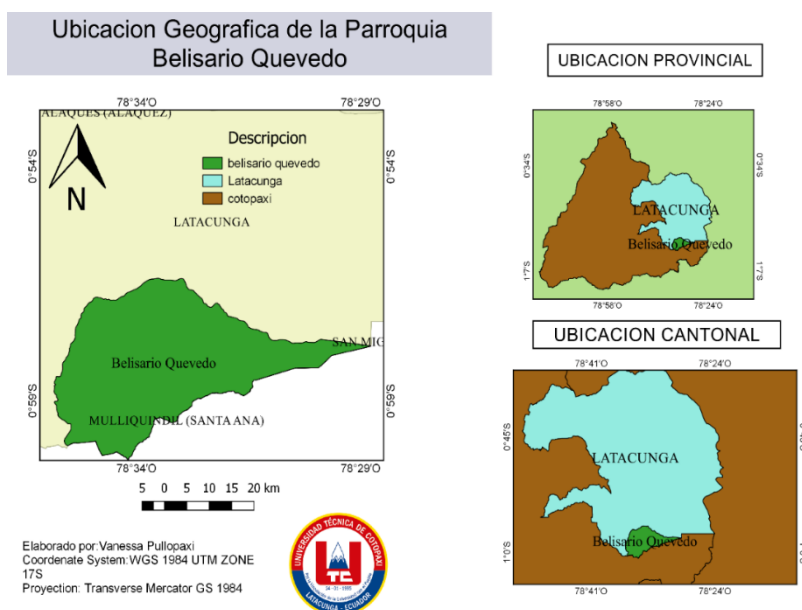 Ubicacion Geografica de la Parroquia
Belisario Quevedo
78°34'O 78°29'O
ALAQUES (ALAQUEZ)
0°54'S 0°54'S
N
Descripcion
belisario quevedo
Latacunga
cotopaxi
LATACUNGA
SAN MIG
Belisario Quevedo
0°59'S 0°59'S
MULLIQUINDIL (SANTA ANA)
78°34'O 78°29'O
5 0 5 10 15 20 km
Elaborado por:Vanessa Pullopaxi
Coordenate System:WGS 1984 UTM ZONE
17S
Proyection: Transverse Mercator GS 1984
UNIVERSIDAD TÉCNICA DE COTOPAXI
UTC
LATACUNGA - ECUADOR
UBICACION PROVINCIAL
78°58'O 78°24'O
0°34'S 0°34'S
LATACUNGA
Belisario Quevedo
1°7'S 1°7'S
78°58'O 78°24'O
UBICACION CANTONAL
78°41'O 78°24'O
0°45'S
LATACUNGA
Belisario Quevedo
1°0'S
78°41'O 78°24'O